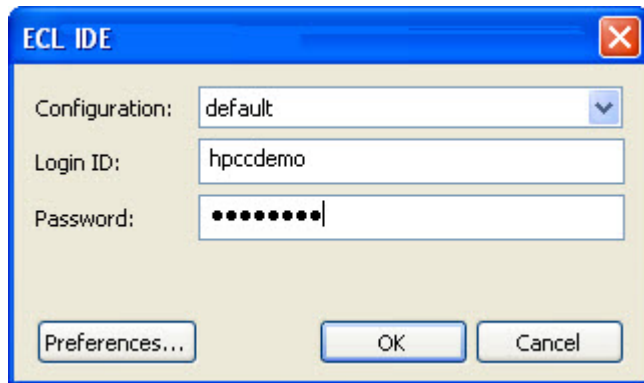 ECL IDE
Configuration: default
Login ID: hpccdemo
Password: ●●●●●●●●
Preferences... OK Cancel